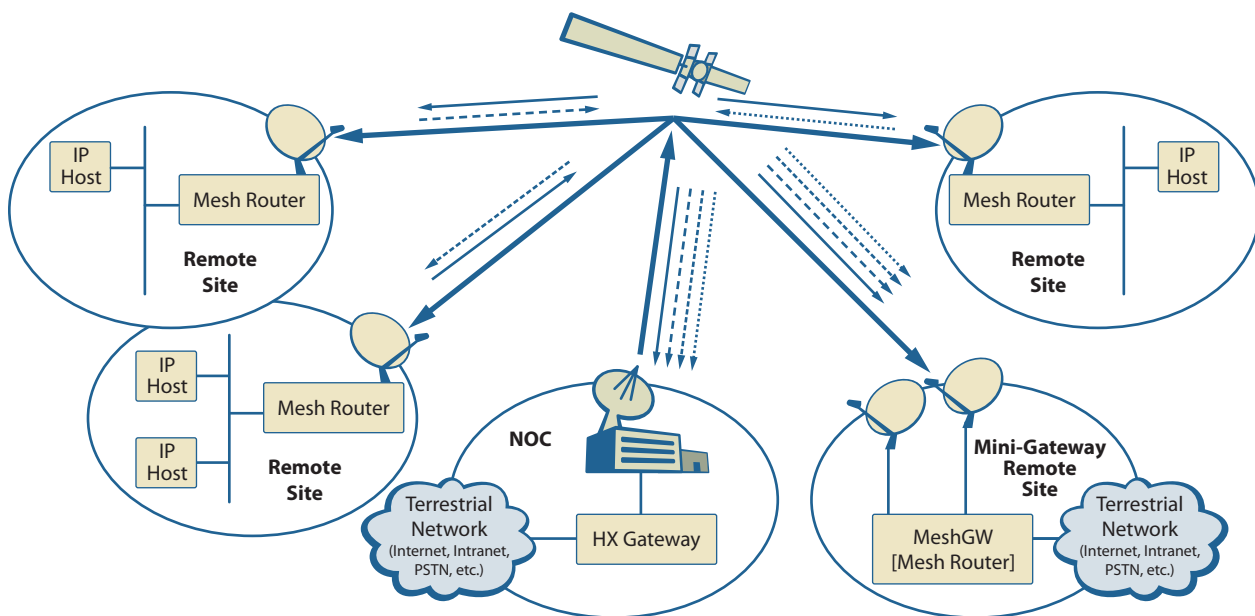 IP
Host
Mesh Router
Remote
Site
IP
Host
IP
Host
Mesh Router
Remote
Site
NOC
Terrestrial
Network
(Internet, Intranet,
PSTN, etc.)
HX Gateway
Mini-Gateway
Remote
Site
MeshGW
[Mesh Router]
Terrestrial
Network
(Internet, Intranet,
PSTN, etc.)
Mesh Router
IP
Host
Remote
Site